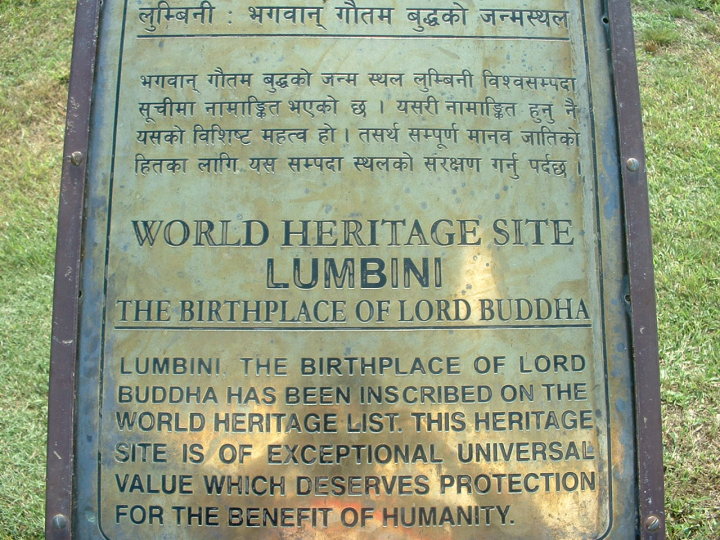 लुम्बिनी : भगवान् गौतम बुद्धको जन्मस्थल
भगवान् गौतम बुद्धको जन्म स्थल लुम्बिनी विश्वसम्पदा
सूचीमा नामाङ्कित भएको छ । यसरी नामाङ्कित हुनु नै
यसको विशिष्ट महत्व हो । तसर्थ सम्पूर्ण मानव जातिको
हितका लागि यस सम्पदा स्थलको संरक्षण गर्नु पर्दछ ।
WORLD HERITAGE SITE
LUMBINI
THE BIRTHPLACE OF LORD BUDDHA
LUMBINI. THE BIRTHPLACE OF LORD
BUDDHA HAS BEEN INSCRIBED ON THE
WORLD HERITAGE LIST. THIS HERITAGE
SITE IS OF EXCEPTIONAL UNIVERSAL
VALUE WHICH DESERVES PROTECTION
FOR THE BENEFIT OF HUMANITY.